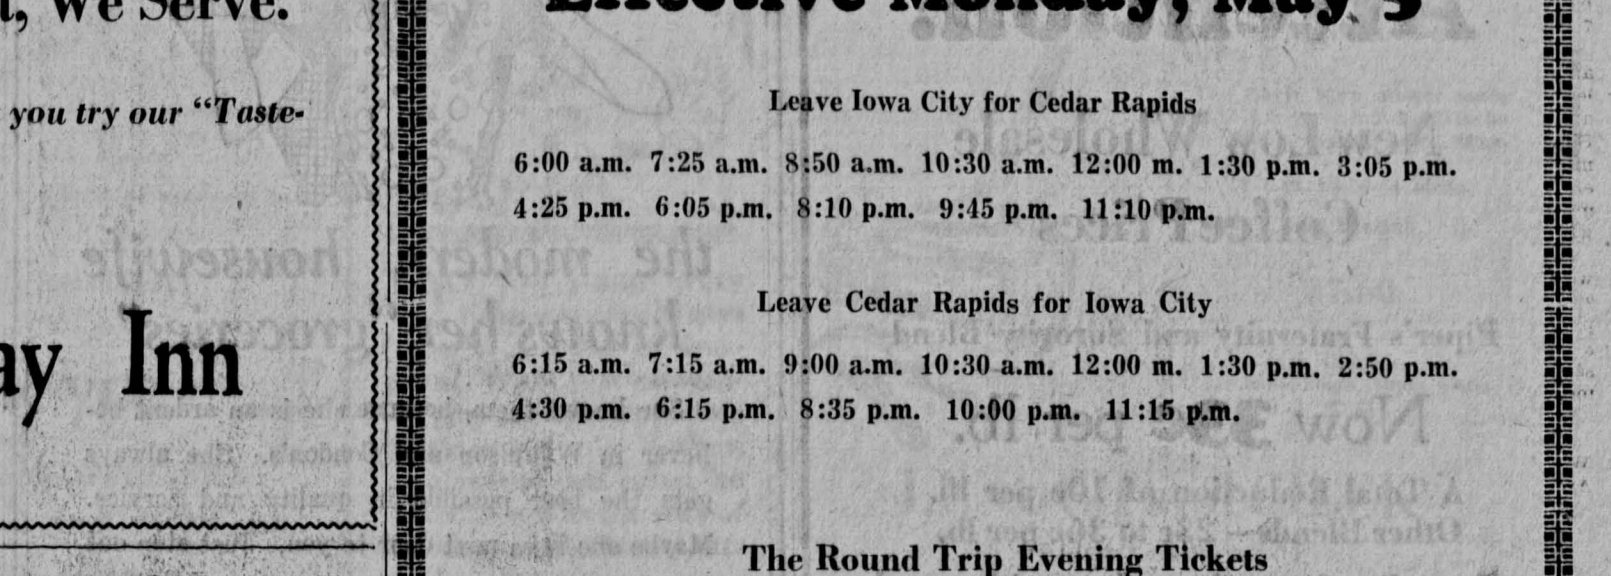 We Serve.
you try our “Taste-
Inn
Effective Monday, May 5
Leave Iowa City for Cedar Rapids
6:00 a.m. 7:25 a.m. 8:50 a.m. 10:30 a.m. 12:00 m. 1:30 p.m. 3:05 p.m.
4:25 p.m. 6:05 p.m. 8:10 p.m. 9:45 p.m. 11:10 p.m.
Leave Cedar Rapids for Iowa City
6:15 a.m. 7:15 a.m. 9:00 a.m. 10:30 a.m. 12:00 m. 1:30 p.m. 2:50 p.m.
4:30 p.m. 6:15 p.m. 8:35 p.m. 10:00 p.m. 11:15 p.m.
The Round Trip Evening Tickets